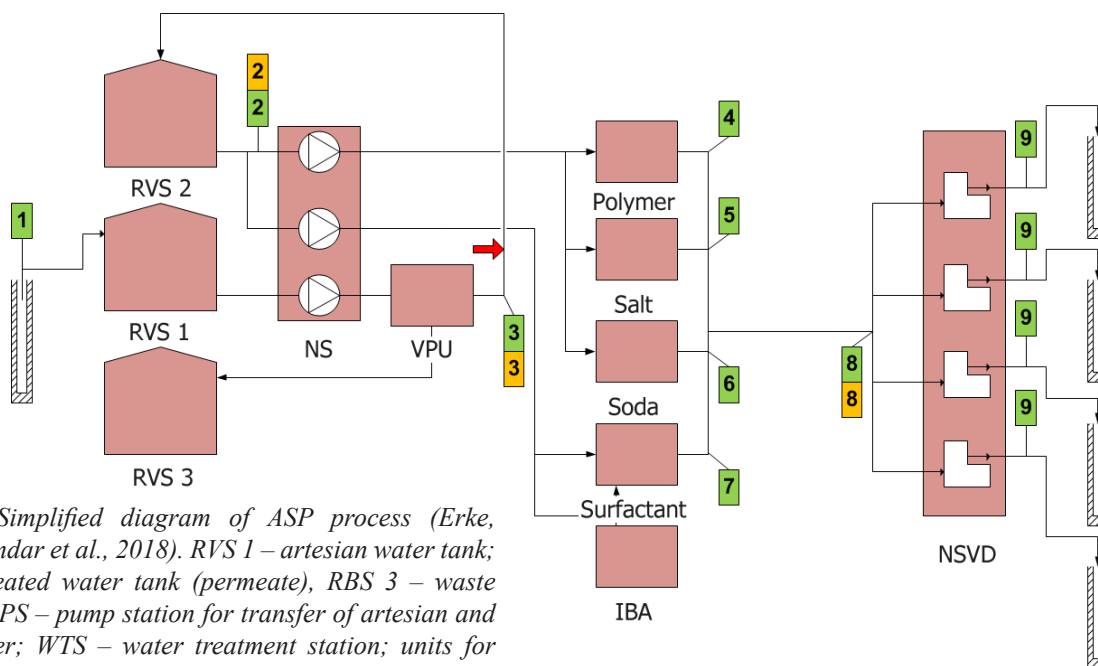 2
2
RVS 2
1
RVS 1
NS
VPU
3
3
RVS 3
4
Polymer
5
Salt
6
Soda
7
Surfactant
IBA
8
8
9
9
9
9
NSVD
Simplified diagram of ASP process (Erke,
ndar et al., 2018). RVS 1 – artesian water tank;
eated water tank (permeate), RBS 3 – waste
PS – pump station for transfer of artesian and
er; WTS – water treatment station; units for